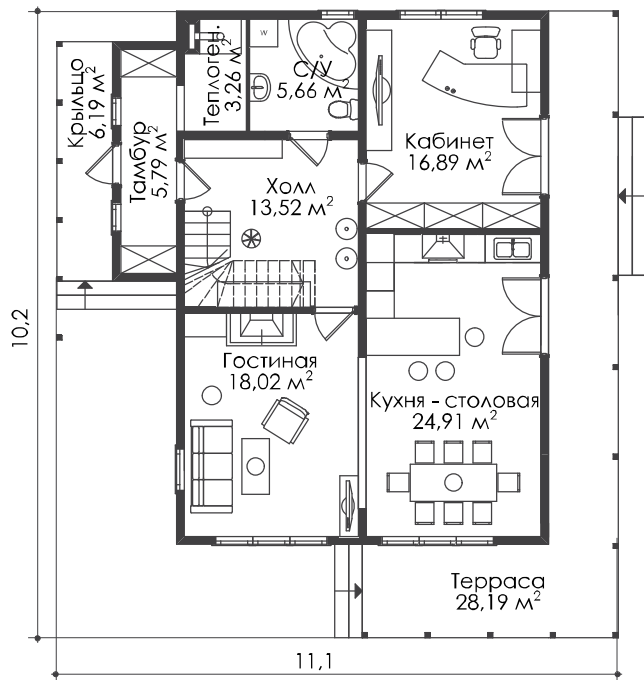 Теплоген.
3,26 м²
W
С/У
5,66 м²
Крыльцо
6,19 м²
Тамбур
5,79 м²
Кабинет
16,89 м²
Холл
13,52 м²
10,2
Гостиная
18,02 м²
Кухня - столовая
24,91 м²
Терраса
28,19 м²
11,1